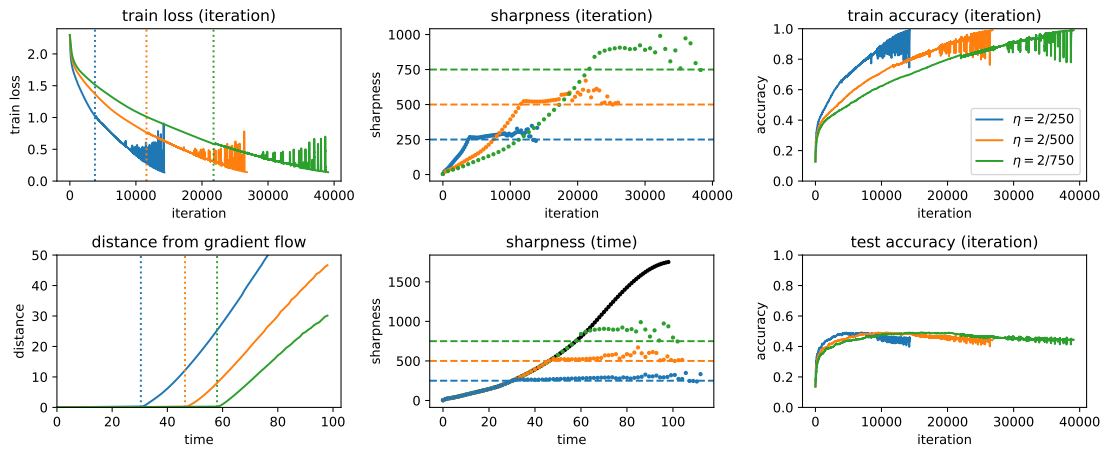 train loss (iteration)
2.0
1.5
1.0
0.5
0.0
train loss
0 10000 20000 30000 40000
iteration
sharpness (iteration)
1000
750
500
250
0
sharpness
0 10000 20000 30000 40000
iteration
train accuracy (iteration)
1.0
0.8
0.6
0.4
0.2
0.0
accuracy
η = 2/250
η = 2/500
η = 2/750
0 10000 20000 30000 40000
iteration
distance from gradient flow
50
40
30
20
10
0
distance
0 20 40 60 80 100
time
sharpness (time)
1500
1000
500
0
sharpness
0 20 40 60 80 100
time
test accuracy (iteration)
1.0
0.8
0.6
0.4
0.2
0.0
accuracy
0 10000 20000 30000 40000
iteration